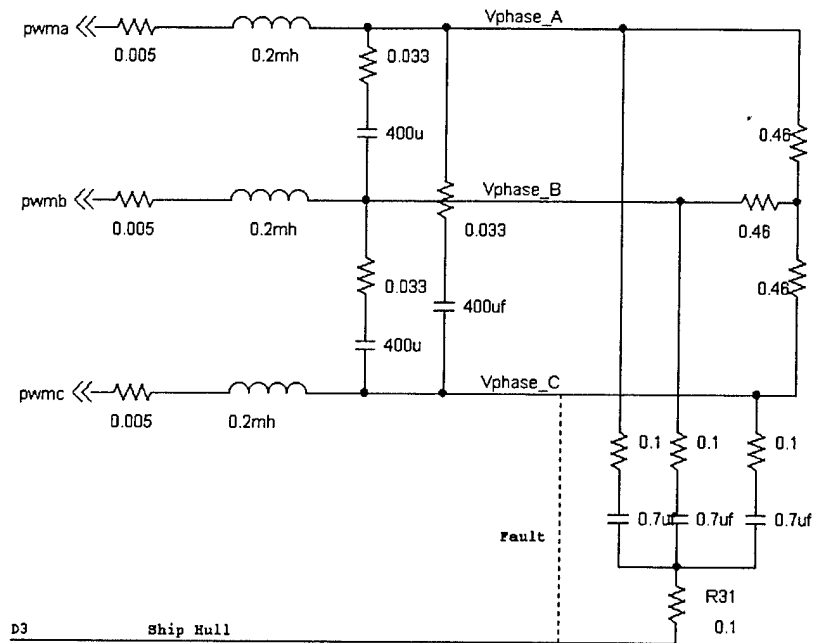 pwma
0.005
0.2mh
Vphase_A
0.033
400u
0.46
pwmb
0.005
0.2mh
Vphase_B
0.033
0.46
0.033
400uf
0.46
400u
pwmc
0.005
0.2mh
Vphase_C
0.1
0.1
0.1
0.7uf
0.7uf
0.7uf
Fault
R31
0.1
D3
Ship Hull